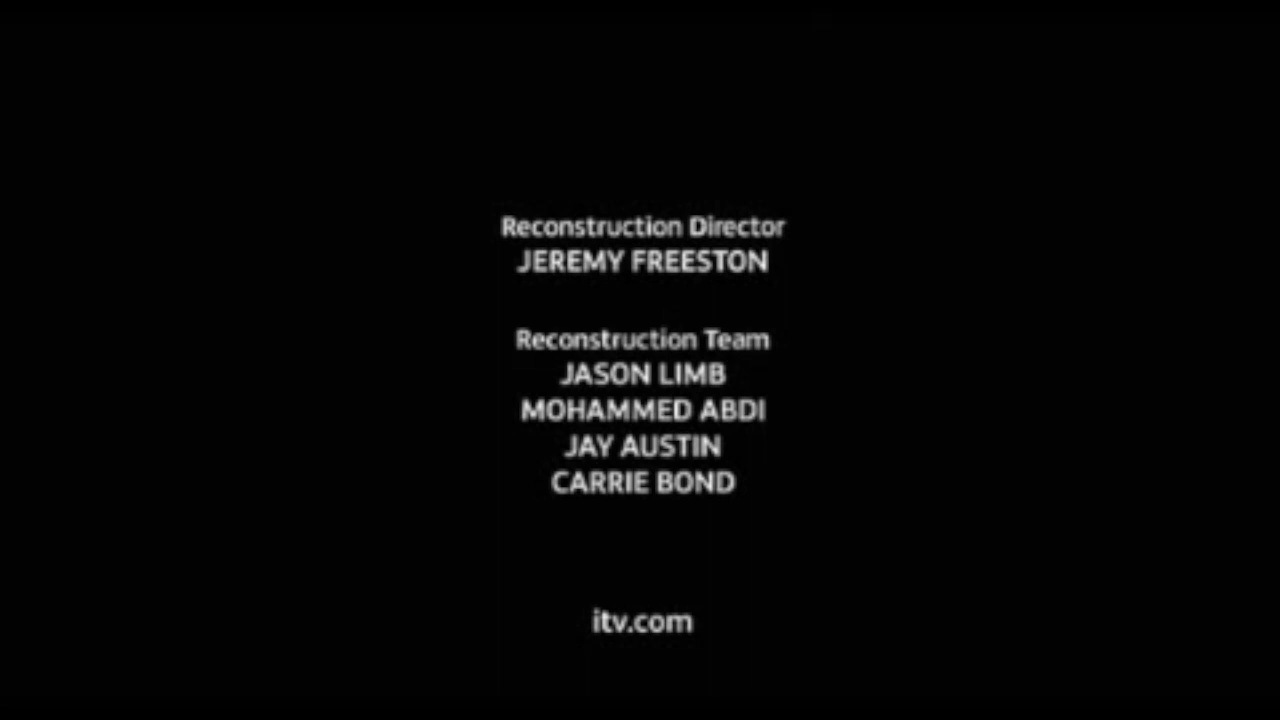 Reconstruction Director
JEREMY FREESTON
Reconstruction Team
JASON LIMB
MOHAMMED ABDI
JAY AUSTIN
CARRIE BOND
itv.com